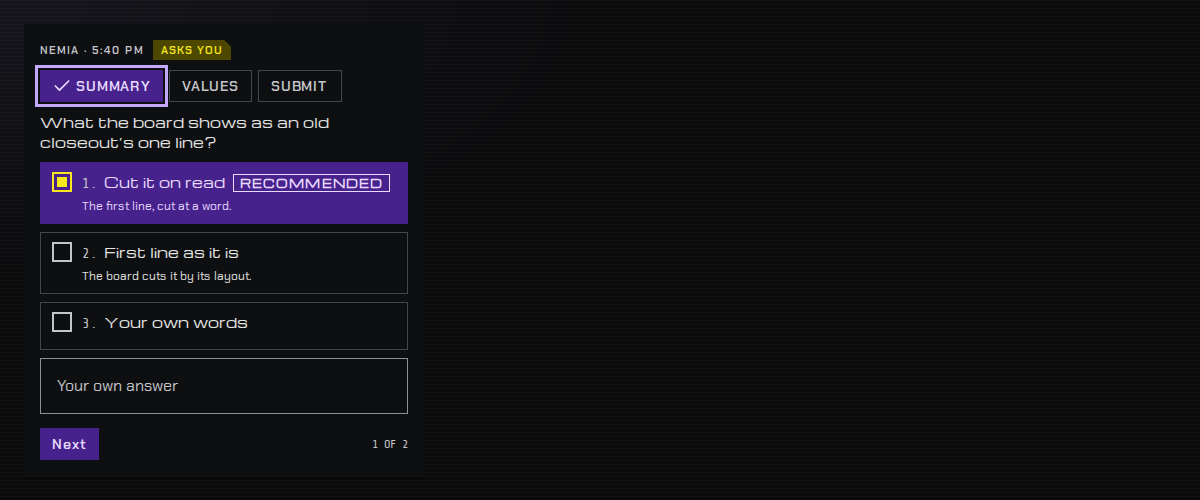 NEMIA · 5:40 PM ASKS YOU
SUMMARY VALUES SUBMIT
What the board shows as an old
closeout's one line?
1. Cut it on read RECOMMENDED
The first line, cut at a word.
2. First line as it is
The board cuts it by its layout.
3. Your own words
Your own answer
Next 1 OF 2